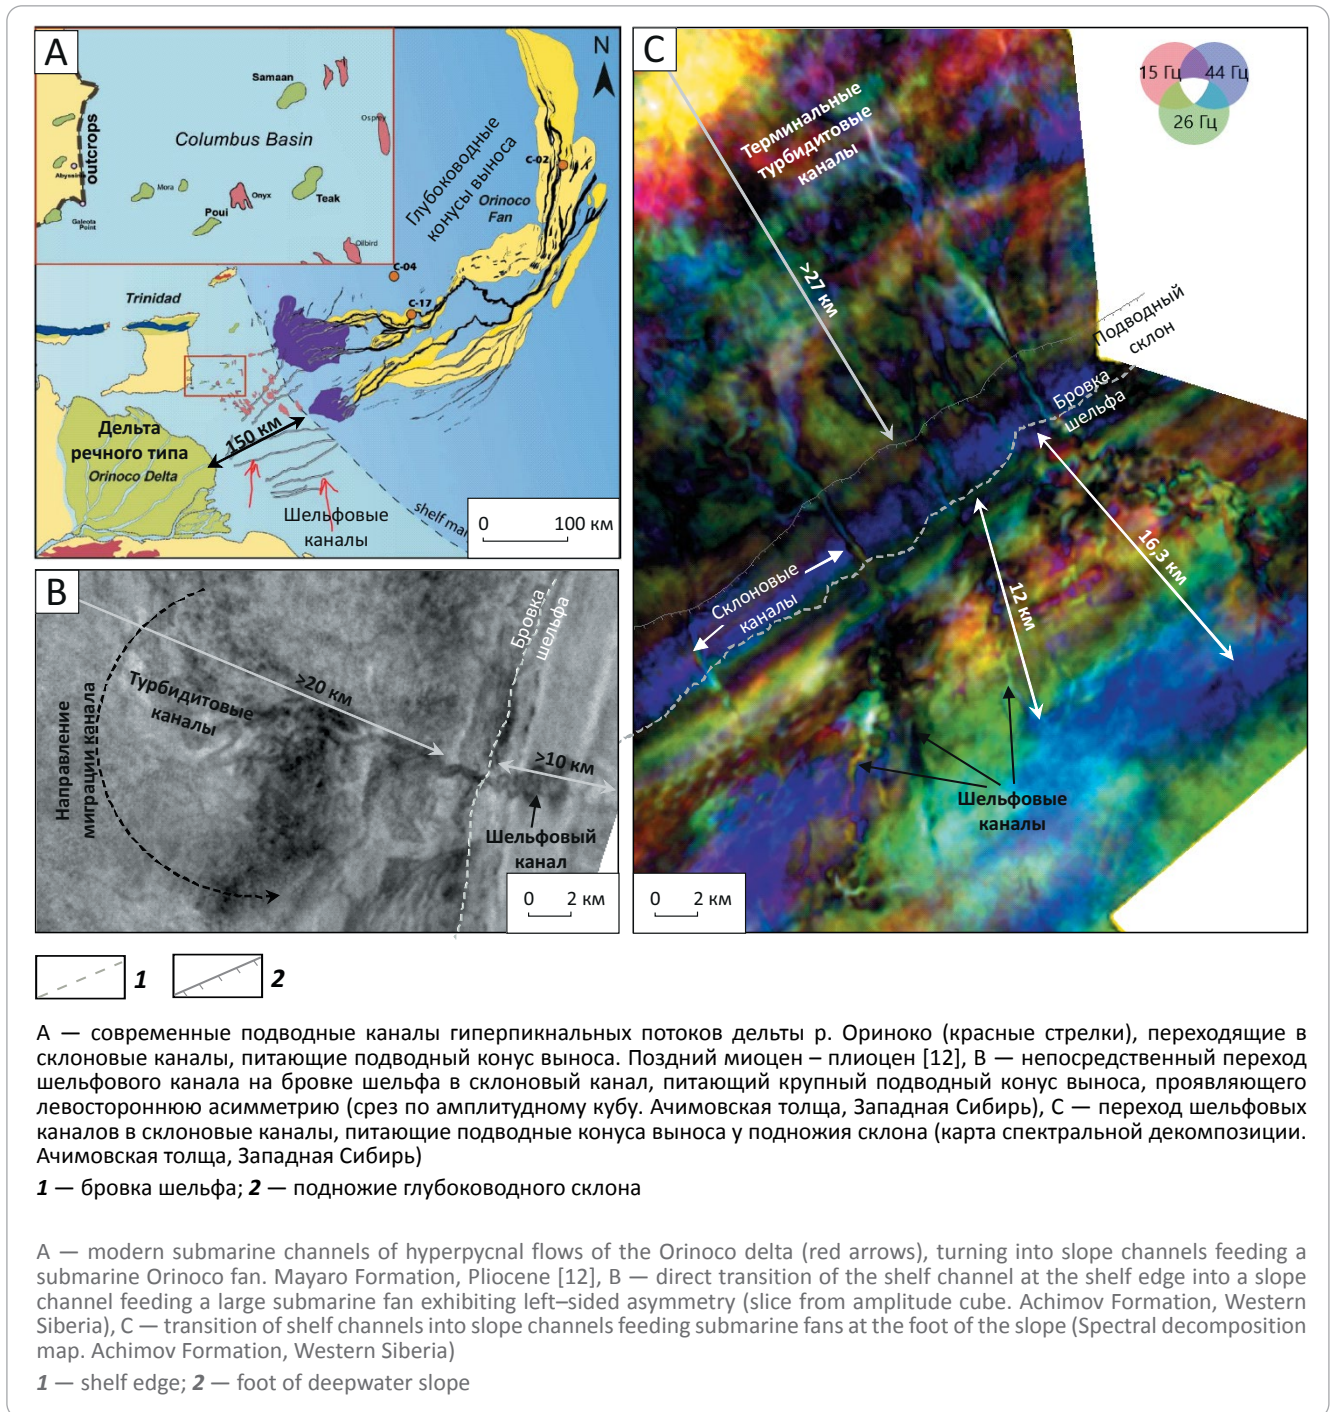 A
N
Samaan
Osprey
Columbus Basin
outcrops
Abyssinia
Mora
Onyx
Teak
Poui
Galeota
Point
Oilbird
Глубоководные
конусы выноса
C-02
Orinoco
Fan
C-04
C-17
Trinidad
Дельта
речного типа
Orinoco Delta
150 км
Шельфовые
каналы
shelf mar
0 100 км
B
Бровка
шельфа
Турбидитовые
каналы
>20 км
>10 км
Направление
миграции канала
Шельфовый
канал
0 2 км
C
15 Гц 44 Гц
26 Гц
Терминальные
турбидитовые
каналы
>27 км
Подводный
склон
Бровка
шельфа
16,3 км
12 км
Склоновые
каналы
Шельфовые
каналы
0 2 км
1
2
A — современные подводные каналы гиперпикнальных потоков дельты р. Ориноко (красные стрелки), переходящие в
склоновые каналы, питающие подводный конус выноса. Поздний миоцен – плиоцен [12], B — непосредственный переход
шельфового канала на бровке шельфа в склоновый канал, питающий крупный подводный конус выноса, проявляющего
левостороннюю асимметрию (срез по амплитудному кубу. Ачимовская толща, Западная Сибирь), C — переход шельфовых
каналов в склоновые каналы, питающие подводные конуса выноса у подножия склона (карта спектральной декомпозиции.
Ачимовская толща, Западная Сибирь)
1 — бровка шельфа; 2 — подножие глубоководного склона
A — modern submarine channels of hyperpycnal flows of the Orinoco delta (red arrows), turning into slope channels feeding a
submarine Orinoco fan. Mayaro Formation, Pliocene [12], B — direct transition of the shelf channel at the shelf edge into a slope
channel feeding a large submarine fan exhibiting left–sided asymmetry (slice from amplitude cube. Achimov Formation, Western
Siberia), C — transition of shelf channels into slope channels feeding submarine fans at the foot of the slope (Spectral decomposition
map. Achimov Formation, Western Siberia)
1 — shelf edge; 2 — foot of deepwater slope